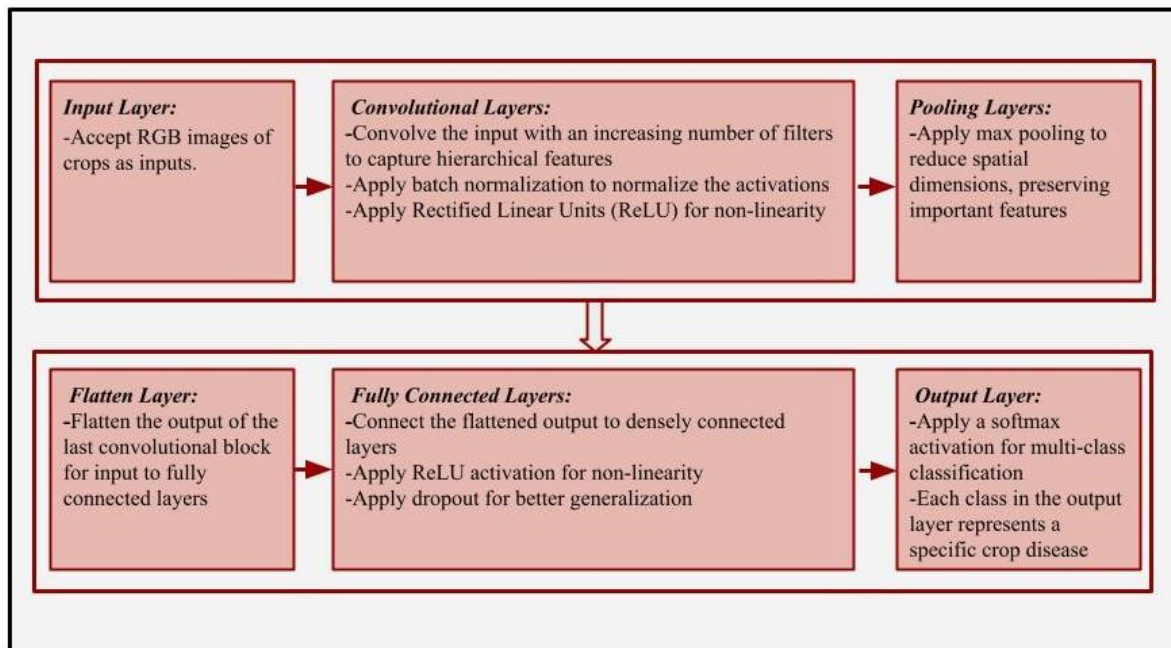 Input Layer:
-Accept RGB images of
crops as inputs.
Convolutional Layers:
-Convolve the input with an increasing number of filters
to capture hierarchical features
-Apply batch normalization to normalize the activations
-Apply Rectified Linear Units (ReLU) for non-linearity
Pooling Layers:
-Apply max pooling to
reduce spatial
dimensions, preserving
important features
Flatten Layer:
-Flatten the output of the
last convolutional block
for input to fully
connected layers
Fully Connected Layers:
-Connect the flattened output to densely connected
layers
-Apply ReLU activation for non-linearity
-Apply dropout for better generalization
Output Layer:
-Apply a softmax
activation for multi-class
classification
-Each class in the output
layer represents a
specific crop disease